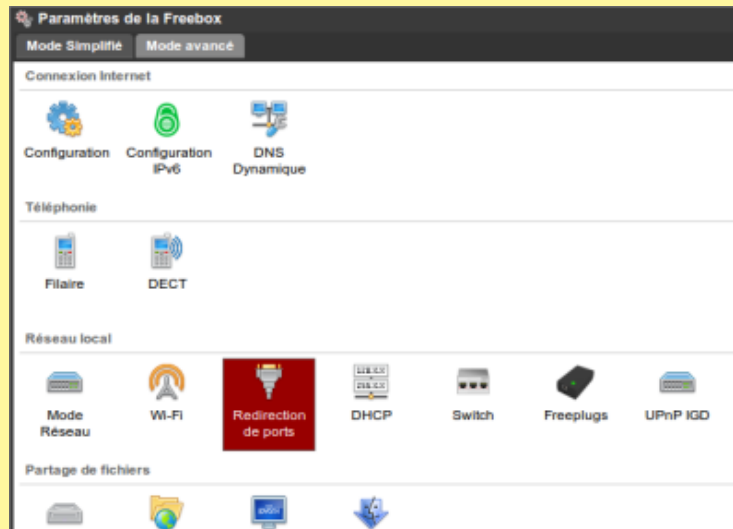 Paramètres de la Freebox
Mode Simplifié Mode avancé
Connexion Internet
Configuration Configuration IPv6 DNS Dynamique
Téléphonie
Filaire DECT
Réseau local
Mode Réseau Wi-Fi Redirection de ports DHCP Switch Freeplugs UPnP IGD
Partage de fichiers